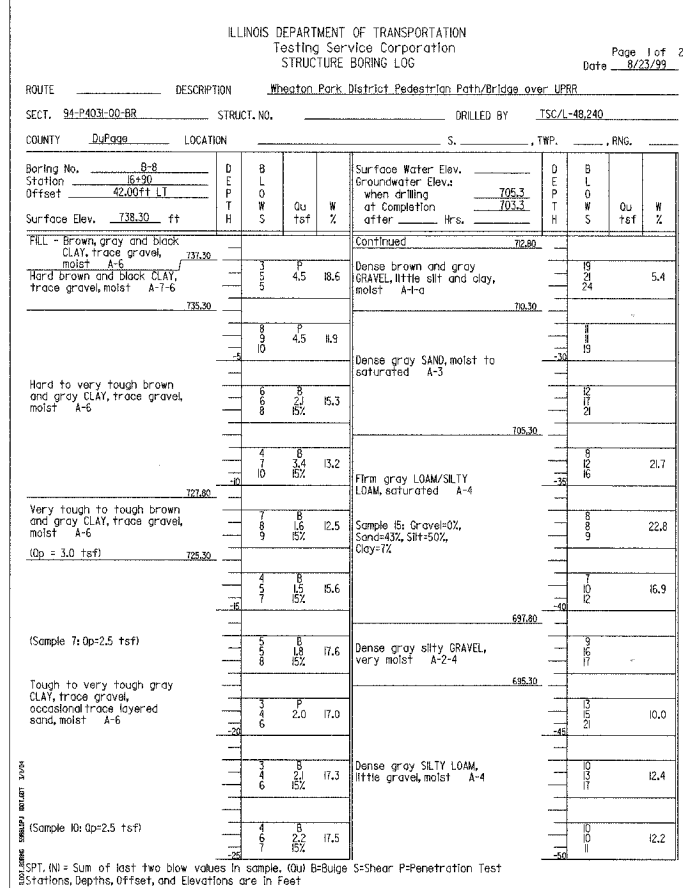 ILLINOIS DEPARTMENT OF TRANSPORTATION
Testing Service Corporation
STRUCTURE BORING LOG
Page 1 of 2
Date 8/23/99
ROUTE DESCRIPTION Wheaton Park District Pedestrian Path/Bridge over UPRR
SECT. 94-P4031-00-BR STRUCT. NO. DRILLED BY TSC/L-48,240
COUNTY DuPage LOCATION S. , TWP. , RNG.
Boring No. B-8
Station 16+90
Offset 42.00ft LT
Surface Elev. 738.30 ft
DEPTH
BLOWS
Qu tsf
W %
Surface Water Elev.
Groundwater Elev.:
when drilling 705.3
at Completion 703.3
after Hrs.
DEPTH
BLOWS
Qu tsf
W %
FILL - Brown, gray and black
CLAY, trace gravel,
moist A-6 737.30
Hard brown and black CLAY,
trace gravel, moist A-7-6
3 P
5 4.5 18.6
5
735.30
8 P
9 4.5 11.9
10
-5
Hard to very tough brown
and gray CLAY, trace gravel,
moist A-6
6 B
6 2.1 15.3
8 15%
4 B
7 3.4 13.2
10 15%
-10
727.80
Very tough to tough brown
and gray CLAY, trace gravel,
moist A-6
7 B
8 1.6 12.5
9 15%
(Qp = 3.0 tsf) 725.30
4 B
5 1.5 15.6
7 15%
-15
(Sample 7: Qp=2.5 tsf)
5 B
5 1.8 17.6
8 15%
Tough to very tough gray
CLAY, trace gravel,
occasional trace layered
sand, moist A-6
3 P
4 2.0 17.0
6
-20
3 B
4 2.1 17.3
6 15%
(Sample 10: Qp=2.5 tsf)
4 B
6 2.2 17.5
7 15%
-25
Continued 712.80
Dense brown and gray
GRAVEL, little silt and clay,
moist A-1-a
19
21 5.4
24
710.30
11
11
19
-30
Dense gray SAND, moist to
saturated A-3
12
17
21
705.30
8
12 21.7
16
-35
Firm gray LOAM/SILTY
LOAM, saturated A-4
Sample 15: Gravel=0%,
Sand=43%, Silt=50%,
Clay=7%
8
8 22.8
9
7
10 16.9
12
-40
697.80
Dense gray silty GRAVEL,
very moist A-2-4
9
16
17
695.30
13
15 10.0
21
-45
Dense gray SILTY LOAM,
little gravel, moist A-4
10
13 12.4
17
10
10 12.2
11
-50
SPT. (N) = Sum of last two blow values in sample. (Qu) B=Bulge S=Shear P=Penetration Test
Stations, Depths, Offset, and Elevations are in Feet